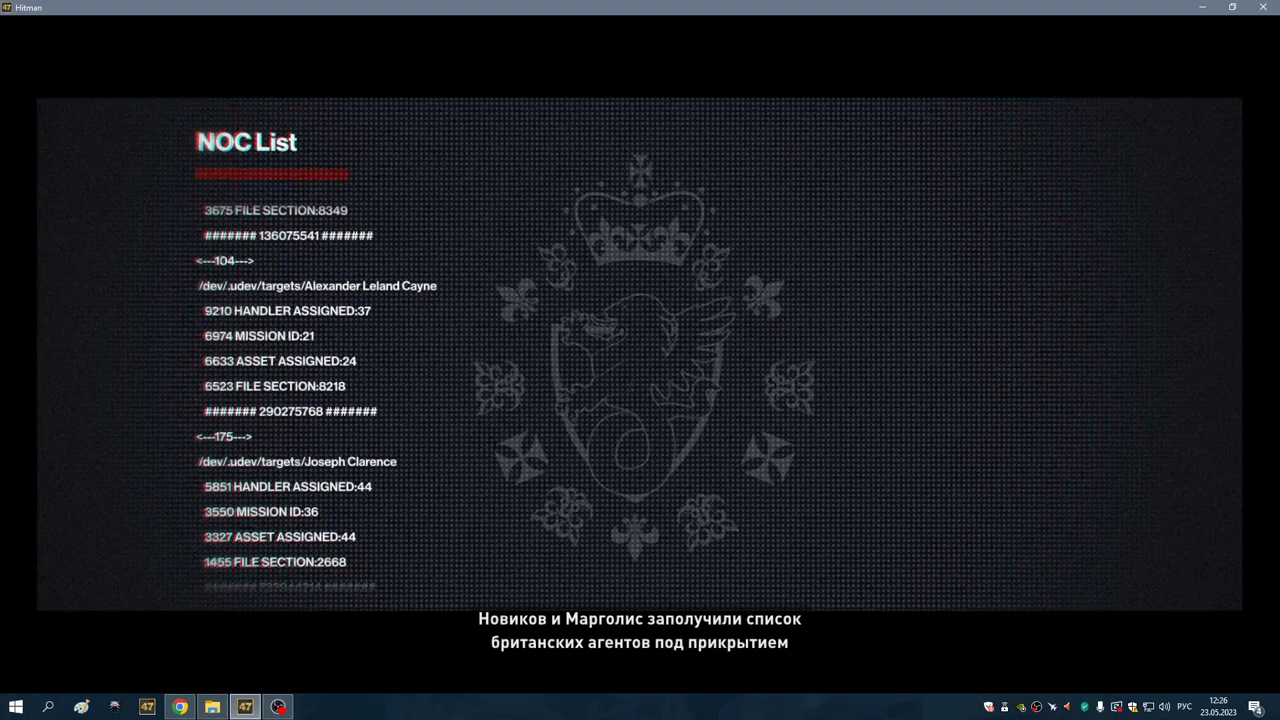 Hitman
NOC List
3675 FILE SECTION:8349
####### 136075541 #######
<---104--->
/dev/.udev/targets/Alexander Leland Cayne
9210 HANDLER ASSIGNED:37
6974 MISSION ID:21
6633 ASSET ASSIGNED:24
6523 FILE SECTION:8218
####### 290275768 #######
<---175--->
/dev/.udev/targets/Joseph Clarence
5851 HANDLER ASSIGNED:44
3550 MISSION ID:36
3327 ASSET ASSIGNED:44
1455 FILE SECTION:2668
Новиков и Марголис заполучили список
британских агентов под прикрытием
47
47
РУС
12:26
23.05.2023
4